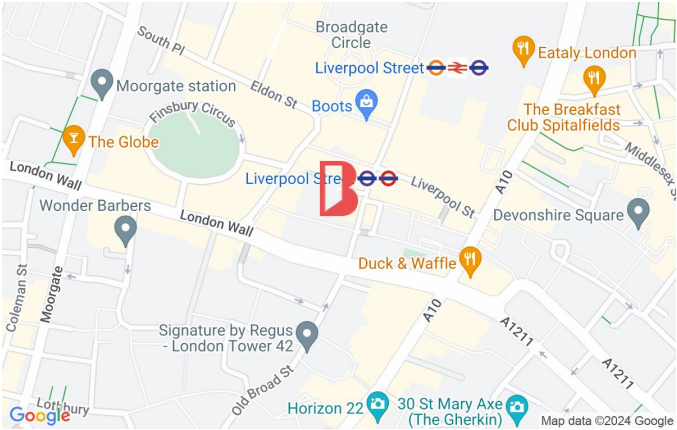 South Pl
Broadgate
Circle
Eataly London
Liverpool Street
Moorgate station
Eldon St
The Breakfast
Club Spitalfields
Finsbury Circus
Boots
The Globe
Middlesex St
London Wall
Liverpool Street
A10
Liverpool St
B
Wonder Barbers
London Wall
Devonshire Square
Duck & Waffle
Coleman St
Moorgate
A10
A1211
Signature by Regus
- London Tower 42
A1211
Old Broad St
Lothbury
Horizon 22
30 St Mary Axe
(The Gherkin)
Google
Map data ©2024 Google